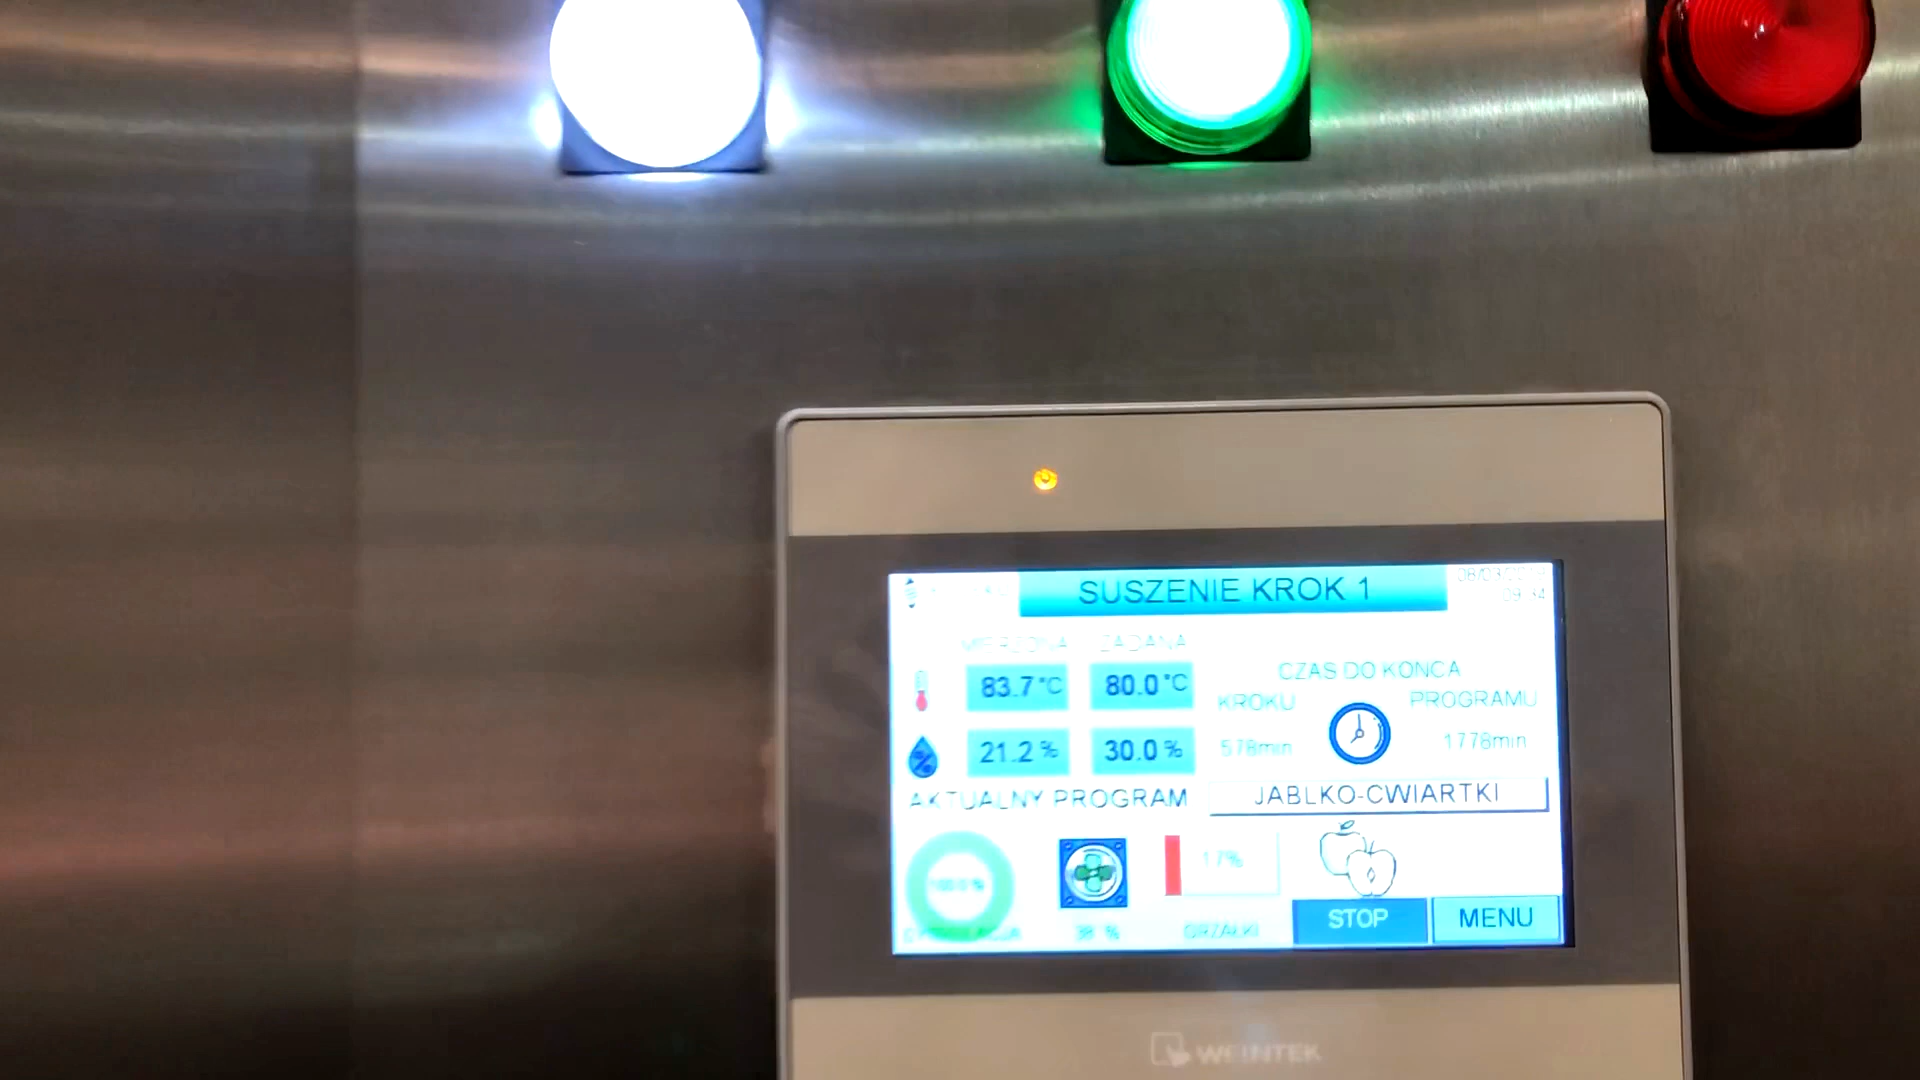 SUSZENIE KROK 1
MIERZONA ZADANA
83.7 °C 80.0 °C
21.2 % 30.0 %
CZAS DO KONCA
KROKU PROGRAMU
578min 1778min
AKTUALNY PROGRAM JABLKO-CWIARTKI
17%
GRZALKI
STOP MENU
WEINTEK